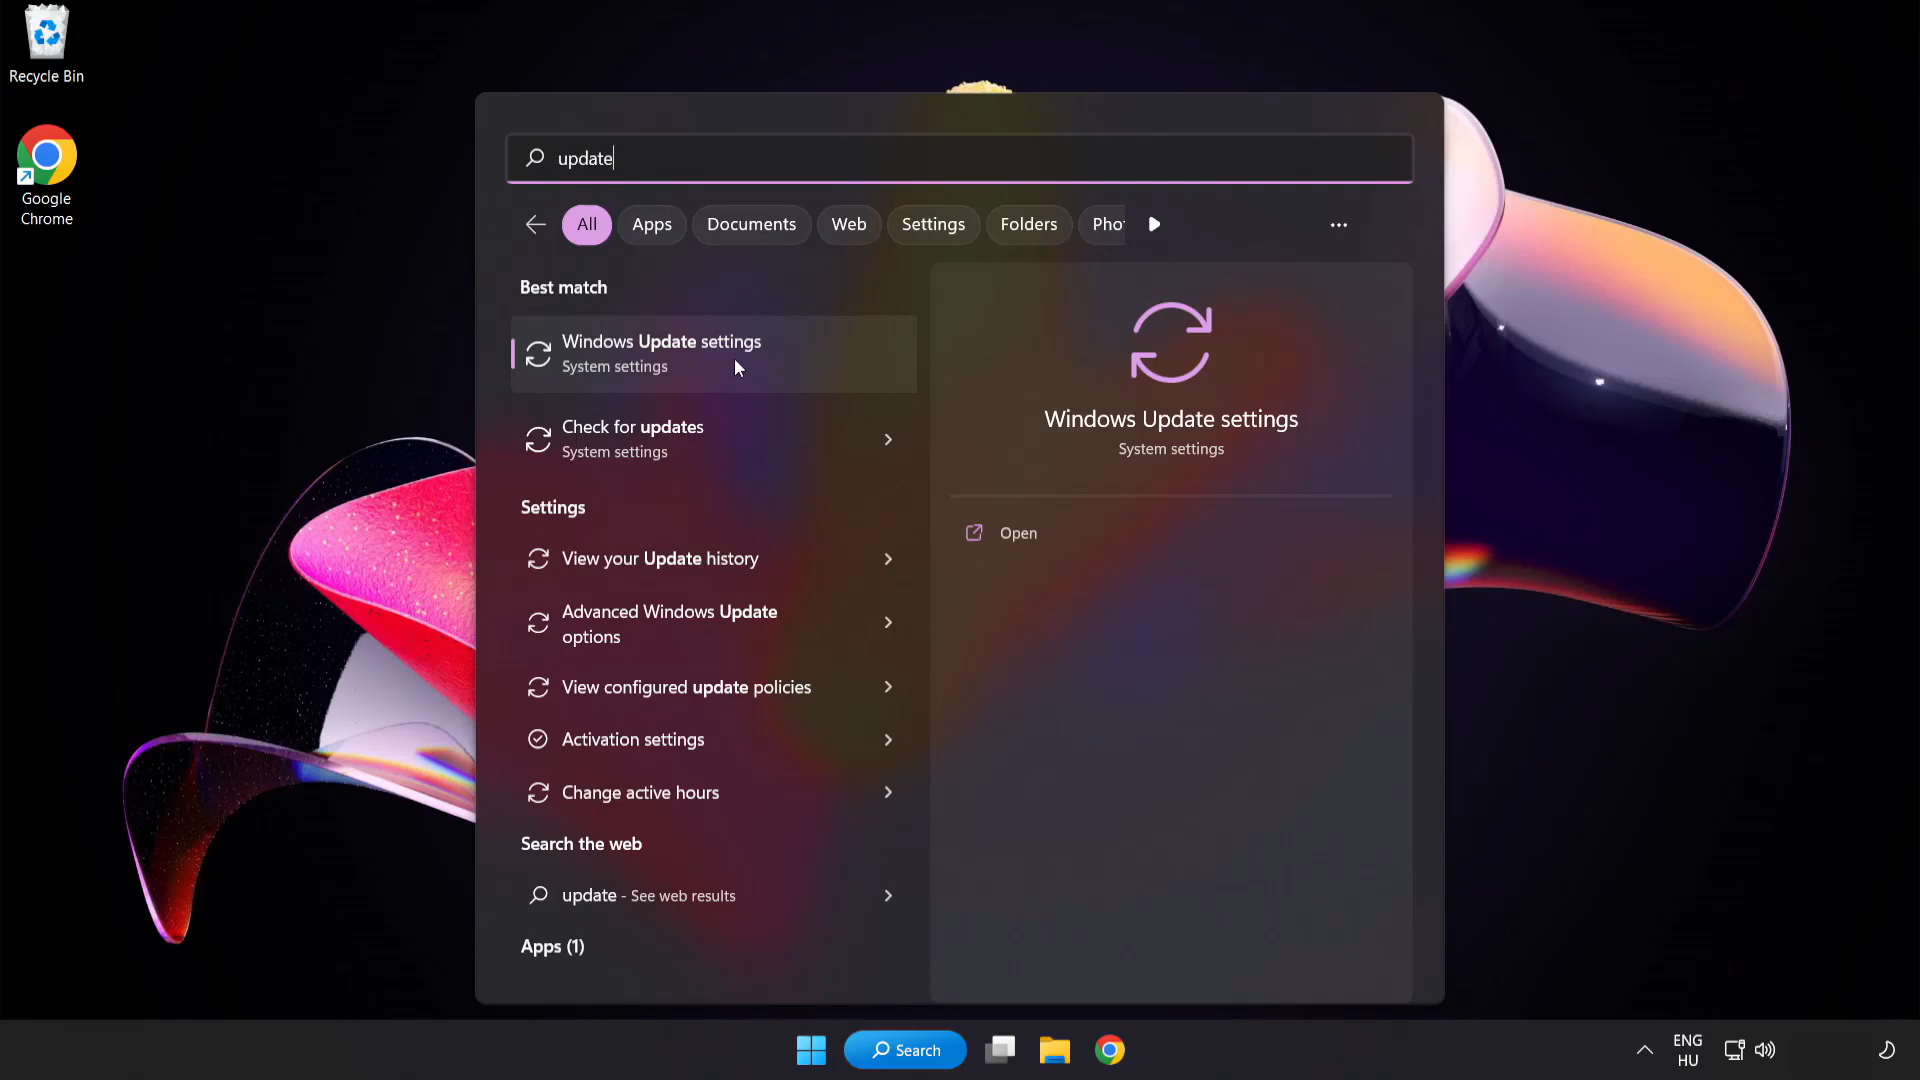 Recycle Bin
Google
Chrome
update
All
Apps
Documents
Web
Settings
Folders
Best match
Windows Update settings
System settings
Check for updates
System settings
Settings
View your Update history
Advanced Windows Update
options
View configured update policies
Activation settings
Change active hours
Search the web
update - See web results
Apps (1)
Windows Update settings
System settings
Open
Search
ENG
HU